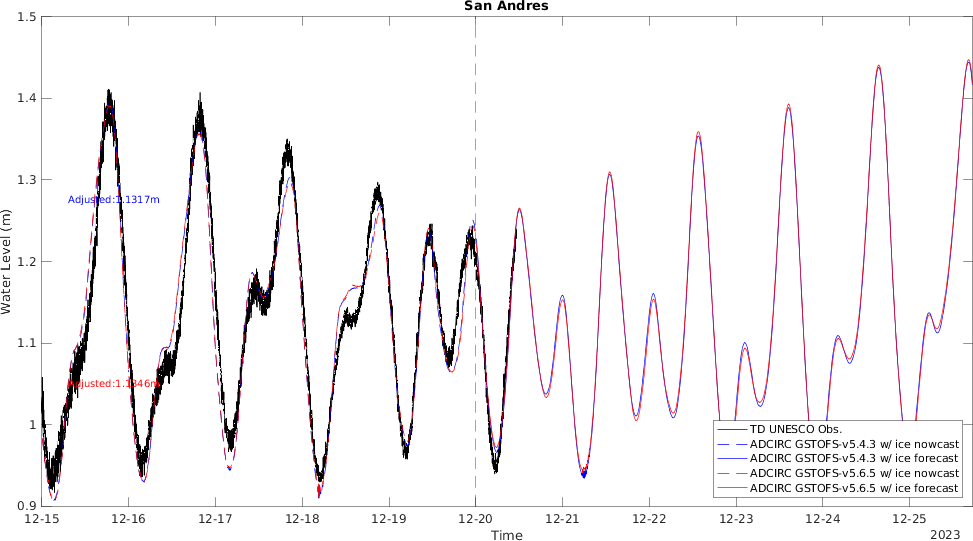 San Andres
1.5
1.4
1.3
1.2
1.1
1
0.9
Water Level (m)
Adjusted:1.1317m
Adjusted:1.1346m
TD UNESCO Obs.
ADCIRC GSTOFS-v5.4.3 w/ ice nowcast
ADCIRC GSTOFS-v5.4.3 w/ ice forecast
ADCIRC GSTOFS-v5.6.5 w/ ice nowcast
ADCIRC GSTOFS-v5.6.5 w/ ice forecast
12-15 12-16 12-17 12-18 12-19 12-20 12-21 12-22 12-23 12-24 12-25
Time
2023